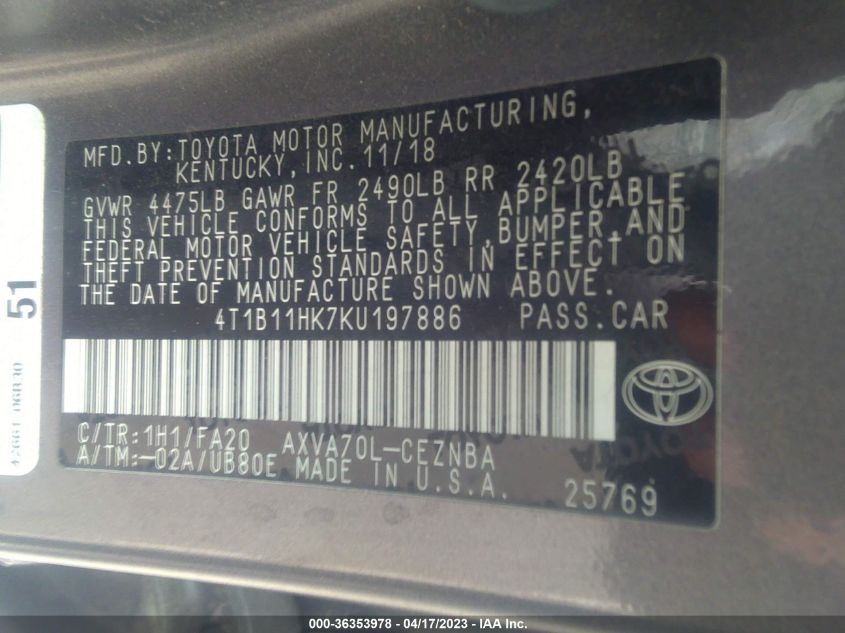 MFD.BY:TOYOTA MOTOR MANUFACTURING,
KENTUCKY,INC.11/18
GVWR 4475LB GAWR FR 2490LB RR 2420LB
THIS VEHICLE CONFORMS TO ALL APPLICABLE
FEDERAL MOTOR VEHICLE SAFETY,BUMPER,AND
THEFT PREVENTION STANDARDS IN EFFECT ON
THE DATE OF MANUFACTURE SHOWN ABOVE.
4T1B11HK7KU197886 PASS.CAR
C/TR:1H1/FA20 AXVA70L-CEZNBA
A/TM:-02A/UB80E MADE IN U.S.A.
25769
51
42661 06830
000-36353978 - 04/17/2023 - IAA Inc.